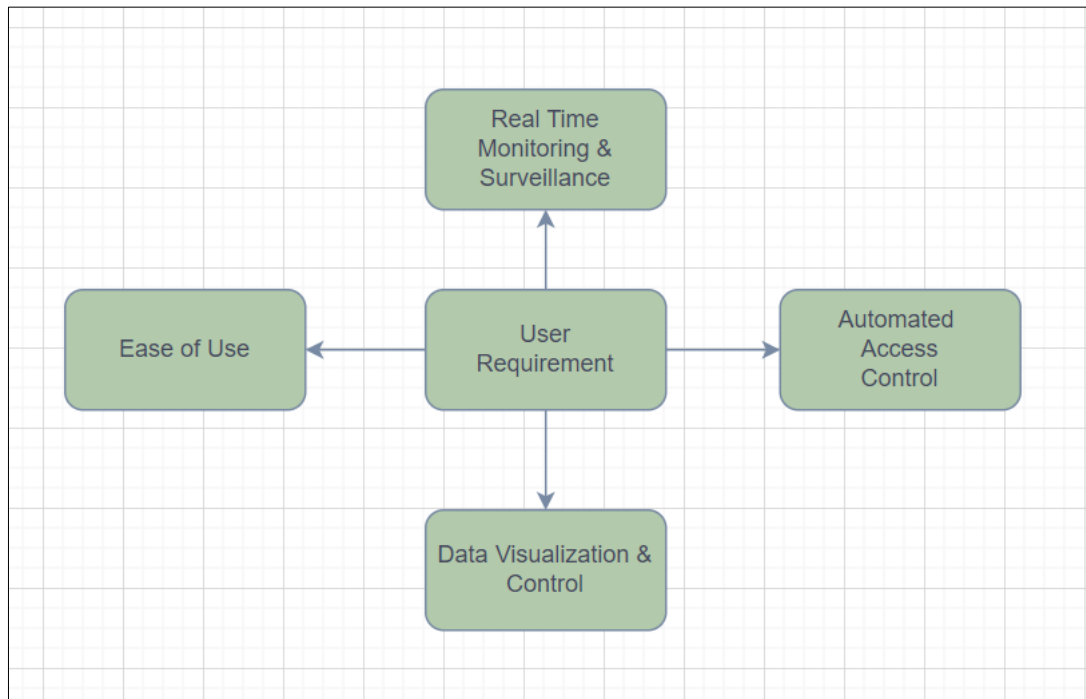 Real Time
Monitoring &
Surveillance
Ease of Use
User
Requirement
Automated
Access
Control
Data Visualization &
Control